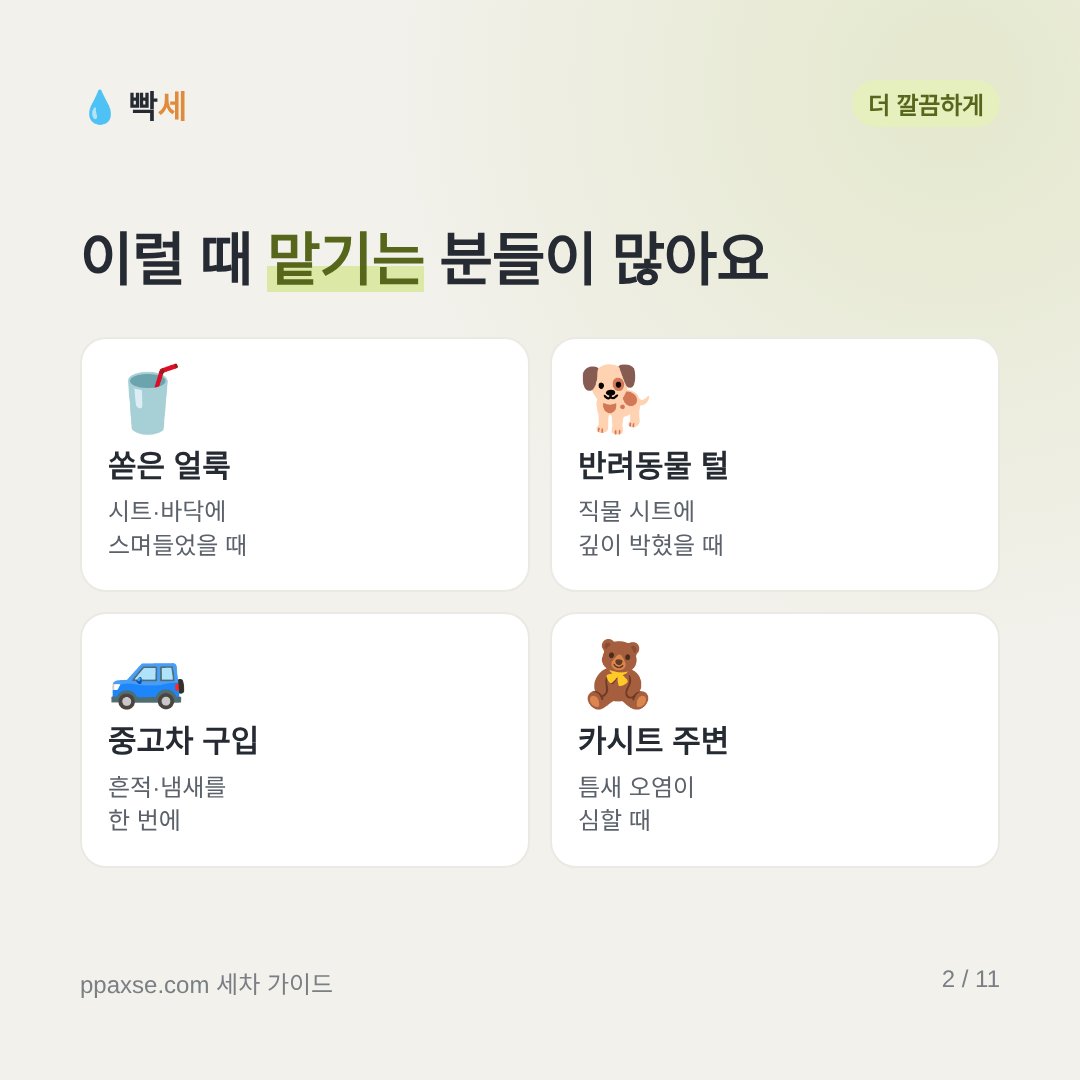 빡세
더 깔끔하게
이럴 때 맡기는 분들이 많아요
쏟은 얼룩
시트·바닥에
스며들었을 때
반려동물 털
직물 시트에
깊이 박혔을 때
중고차 구입
흔적·냄새를
한 번에
카시트 주변
틈새 오염이
심할 때
ppaxse.com 세차 가이드
2 / 11